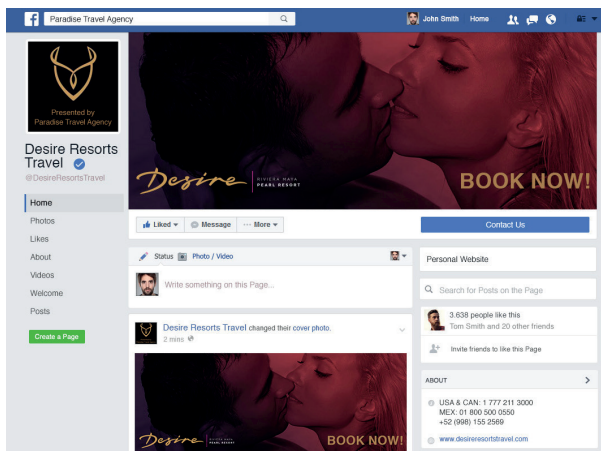 Paradise Travel Agency
John Smith Home
Presented by
Paradise Travel Agency
Desire Resorts
Travel
@DesireResortsTravel
Home
Photos
Likes
About
Videos
Welcome
Posts
Create a Page
Desire
RIVIERA MAYA
PEARL RESORT
BOOK NOW!
Liked
Message
More
Contact Us
Status Photo / Video
Write something on this Page...
Desire Resorts Travel changed their cover photo.
2 mins
Desire
BOOK NOW!
Personal Website
Search for Posts on the Page
3.638 people like this
Tom Smith and 20 other friends
Invite friends to like this Page
ABOUT
USA & CAN: 1 777 211 3000
MEX: 01 800 500 0550
+52 (998) 155 2569
www.desireresortstravel.com